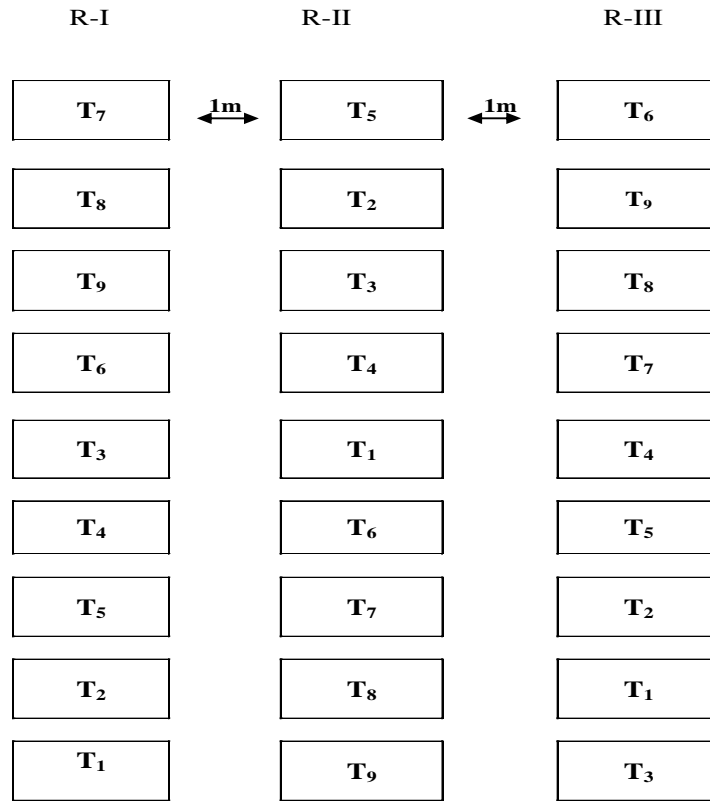 R-I R-II R-III
T₇ 1m T₅ 1m T₆
T₈ T₂ T₉
T₉ T₃ T₈
T₆ T₄ T₇
T₃ T₁ T₄
T₄ T₆ T₅
T₅ T₇ T₂
T₂ T₈ T₁
T₁ T₉ T₃